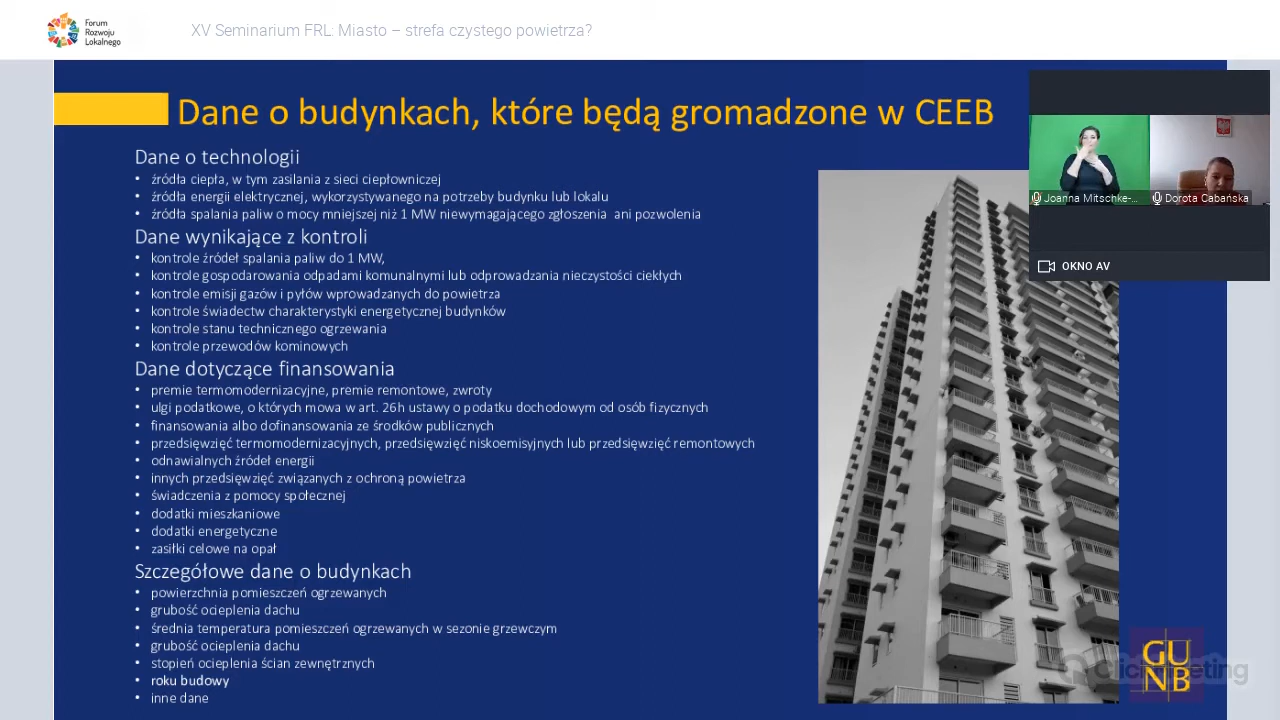 Forum
Rozwoju
Lokalnego
XV Seminarium FRL: Miasto – strefa czystego powietrza?
Dane o budynkach, które będą gromadzone w CEEB
Dane o technologii
• źródła ciepła, w tym zasilania z sieci ciepłowniczej
• źródła energii elektrycznej, wykorzystywanego na potrzeby budynku lub lokalu
• źródła spalania paliw o mocy mniejszej niż 1 MW niewymagającego zgłoszenia ani pozwolenia
Dane wynikające z kontroli
• kontrole źródeł spalania paliw do 1 MW,
• kontrole gospodarowania odpadami komunalnymi lub odprowadzania nieczystości ciekłych
• kontrole emisji gazów i pyłów wprowadzanych do powietrza
• kontrole świadectw charakterystyki energetycznej budynków
• kontrole stanu technicznego ogrzewania
• kontrole przewodów kominowych
Dane dotyczące finansowania
• premie termomodernizacyjne, premie remontowe, zwroty
• ulgi podatkowe, o których mowa w art. 26h ustawy o podatku dochodowym od osób fizycznych
• finansowania albo dofinansowania ze środków publicznych
• przedsięwzięć termomodernizacyjnych, przedsięwzięć niskoemisyjnych lub przedsięwzięć remontowych
• odnawialnych źródeł energii
• innych przedsięwzięć związanych z ochroną powietrza
• świadczenia z pomocy społecznej
• dodatki mieszkaniowe
• dodatki energetyczne
• zasiłki celowe na opał
Szczegółowe dane o budynkach
• powierzchnia pomieszczeń ogrzewanych
• grubość ocieplenia dachu
• średnia temperatura pomieszczeń ogrzewanych w sezonie grzewczym
• grubość ocieplenia dachu
• stopień ocieplenia ścian zewnętrznych
• roku budowy
• inne dane
Joanna Mitschke-...
Dorota Cabańska
OKNO AV
GU
NB
ClickMeeting